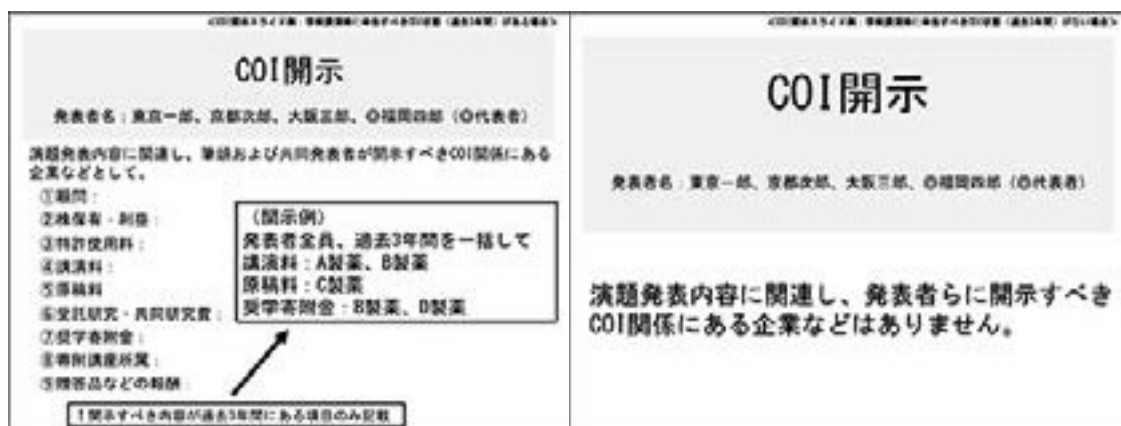 COI開示
発表者名：東京一郎、京都次郎、大阪三郎、◎福岡四郎（◎代表者）
演題発表内容に関連し、筆頭および共同発表者が開示すべきCOI関係にある
企業などとして、
①顧問：
②株保有・利益：
③特許使用料：
④講演料：
⑤原稿料
⑥受託研究・共同研究費：
⑦奨学寄附金：
⑧寄附講座所属：
⑨贈答品などの報酬：
（開示例）
発表者全員、過去3年間を一括して
講演料：A製薬、B製薬
原稿料：C製薬
奨学寄附金：B製薬、D製薬
開示すべき内容が過去3年間にある項目のみ記載
COI開示
発表者名：東京一郎、京都次郎、大阪三郎、◎福岡四郎（◎代表者）
演題発表内容に関連し、発表者らに開示すべき
COI関係にある企業などはありません。